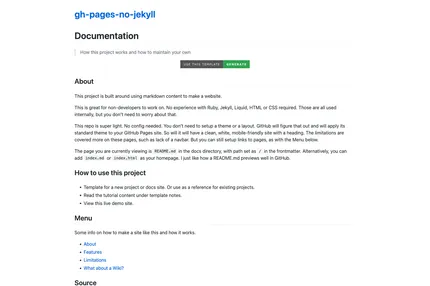 gh-pages-no-jekyll
Documentation
How this project works and how to maintain your own
USE THIS TEMPLATE GENERATE
About
This project is built around using markdown content to make a website.
This is great for non-developers to work on. No experience with Ruby, Jekyll, Liquid, HTML or CSS required. Those are all used
internally, but you don't need to worry about that.
This repo is super light. No config needed. You don't need to setup a theme or a layout. GitHub will figure that out and will apply its
standard theme to your GitHub Pages site. So will it will have a clean, white, mobile-friendly site with a heading. The limitations are
covered more on these pages, such as lack of a navbar. But you can still setup links to pages, as with the Menu below.
The page you are currently viewing is README.md in the docs directory, with path set as / in the frontmatter. Alternatively, you can
add index.md or index.html as your homepage. I just like how a README.md previews well in GitHub.
How to use this project
Template for a new project or docs site. Or use as a reference for existing projects.
Read the tutorial content under template notes.
View this live demo site.
Menu
Some info on how to make a site like this and how it works.
About
Features
Limitations
What about a Wiki?
Source